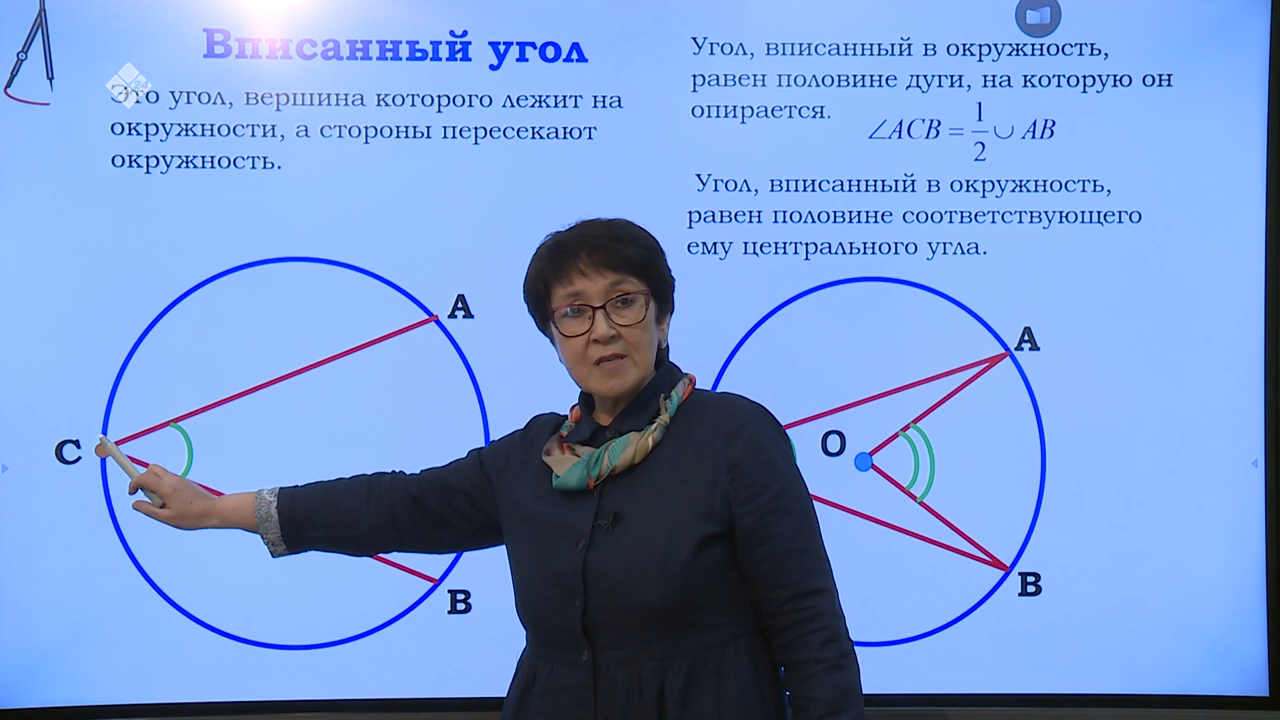 Вписанный угол
Это угол, вершина которого лежит на
окружности, а стороны пересекают
окружность.
Угол, вписанный в окружность,
равен половине дуги, на которую он
опирается.
∠ACB = 1/2 ∪ AB
Угол, вписанный в окружность,
равен половине соответствующего
ему центрального угла.
A
C
B
A
O
B